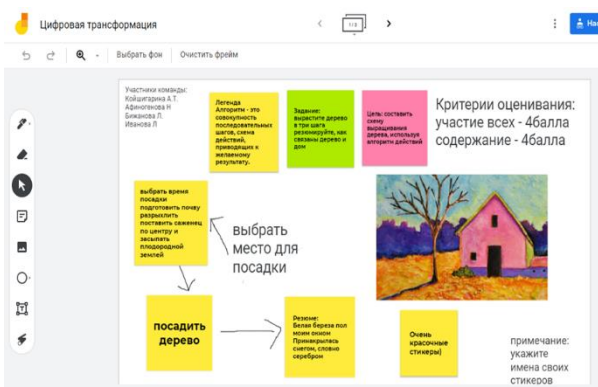 Цифровая трансформация
1 / 2
На
Выбрать фон
Очистить фрейм
Участники команды:
Койшигарина А.Т.
Афиногенова Н
Бижанова Л.
Иванова Л
Легенда
Алгоритм - это
совокупность
последовательных
шагов, схема
действий,
приводящих к
желаемому
результату.
Задание:
вырастите дерево
в три шага
резюмируйте, как
связаны дерево и
дом
Цель: составить
схему
выращивания
дерева, используя
алгоритм действий
Критерии оценивания:
участие всех - 4балла
содержание - 4балла
выбрать время
посадки
подготовить почву
разрыхлить
поставить саженец
по центру и
засыпать
плодородной
землей
выбрать
место для
посадки
посадить
дерево
Резюме:
Белая береза пол
моим окном
Принакрылась
снегом, словно
серебром
Очень
красочные
стикеры)
примечание:
укажите
имена своих
стикеров